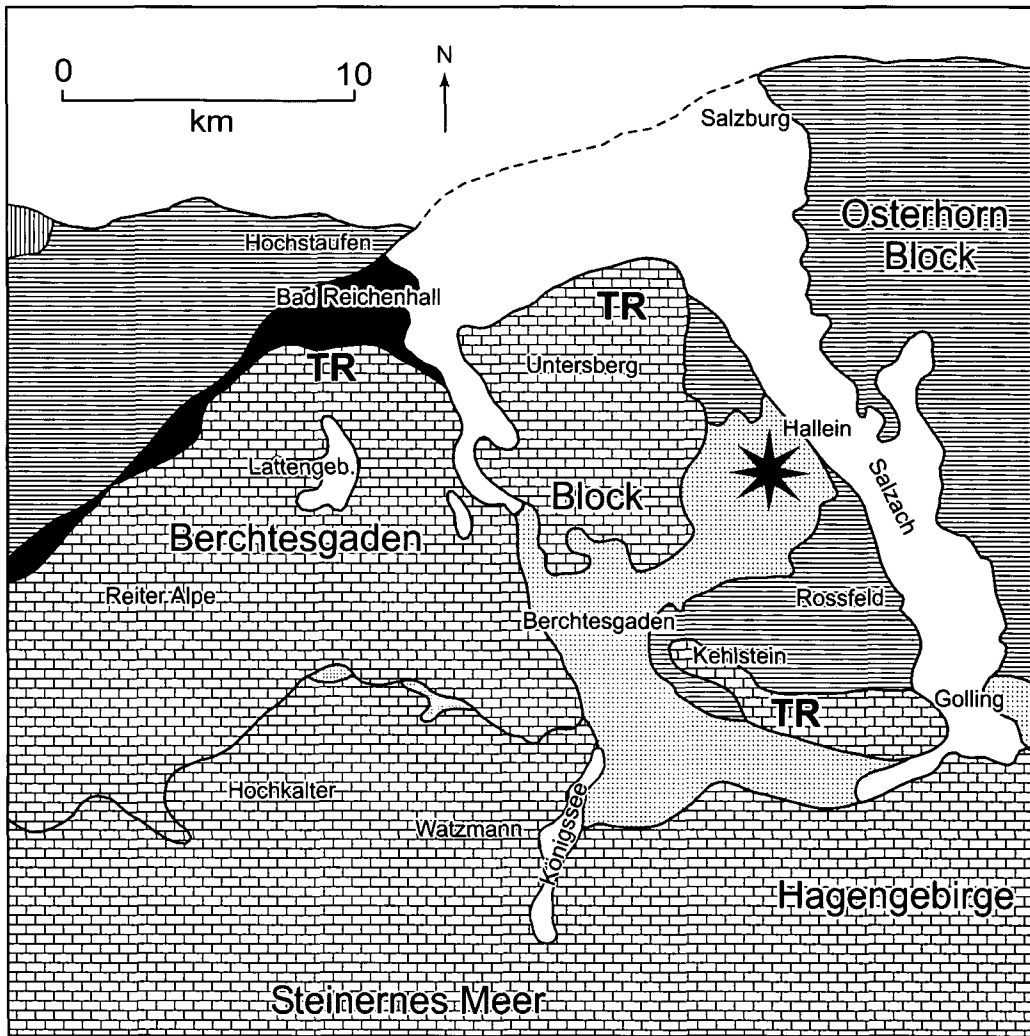 0 10
km
N
Salzburg
Osterhorn
Block
Hochstaufen
Bad Reichenhall
TR
TR
Untersberg
Hallein
Lattengeb.
Block
Salzach
Berchtesgaden
Reiter Alpe
Rossfeld
Berchtesgaden
Kehlstein
Golling
TR
Hochkalter
Watzmann
Königssee
Hagengebirge
Steinernes Meer